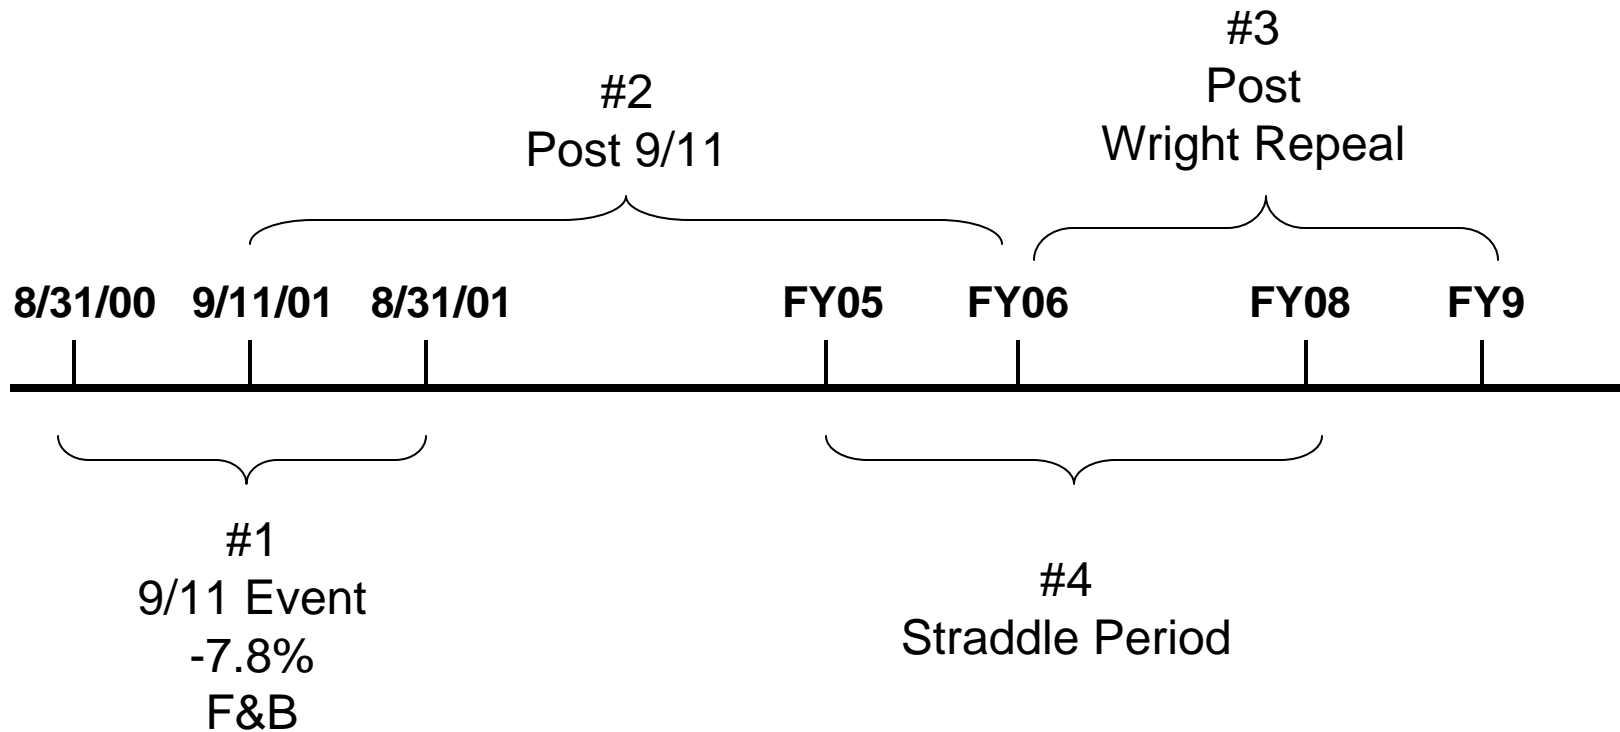 #3
Post
Wright Repeal
#2
Post 9/11
8/31/00 9/11/01 8/31/01 FY05 FY06 FY08 FY9
#1
9/11 Event
-7.8%
F&B
#4
Straddle Period